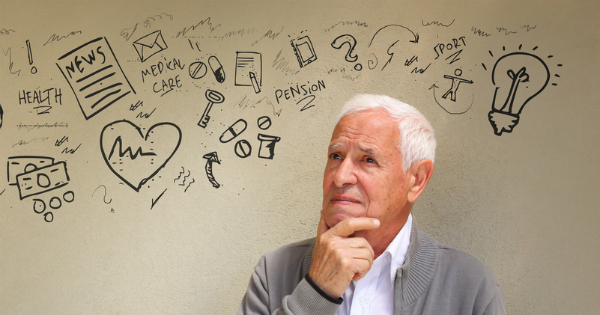 NEWS
MEDICAL
CARE
HEALTH
PENSION
SPORT
?
!